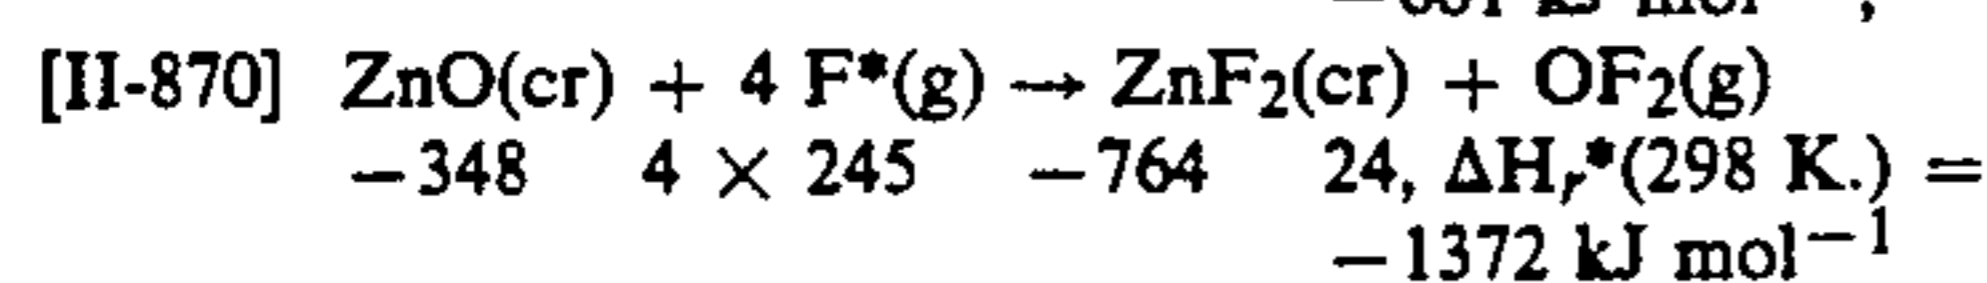 [II-870] ZnO(cr) + 4 F*(g) → ZnF₂(cr) + OF₂(g)
−348 4 × 245 −764 24, ΔHᵣ*(298 K.) =
−1372 kJ mol⁻¹